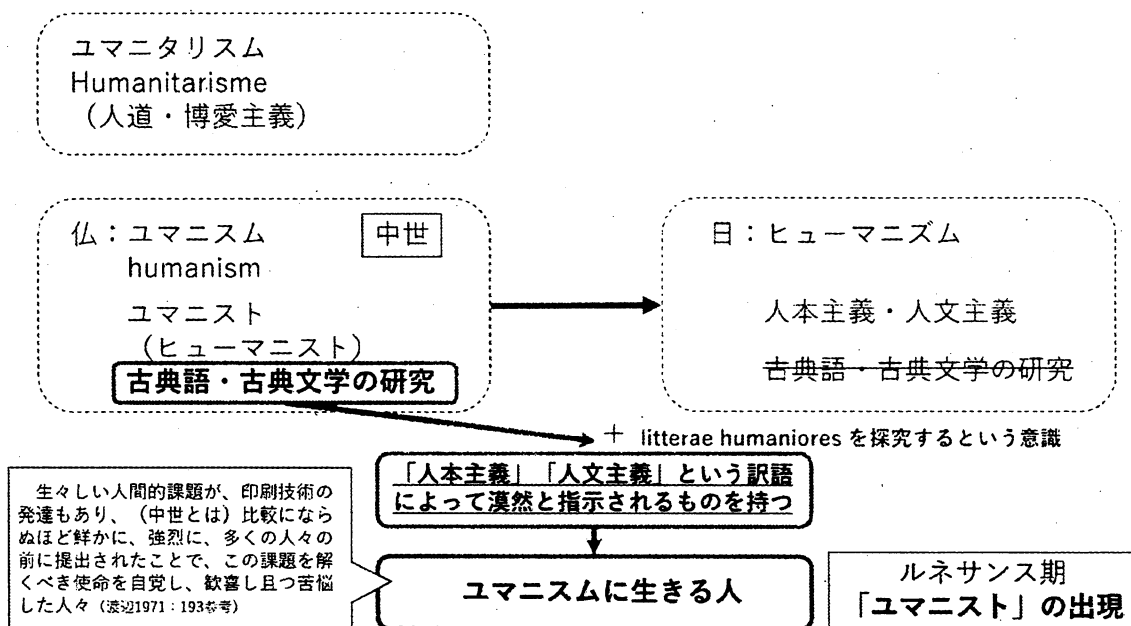 ユマニタリスム
Humanitarisme
（人道・博愛主義）
仏：ユマニスム
中世
humanism
ユマニスト
（ヒューマニスト）
古典語・古典文学の研究
日：ヒューマニズム
人本主義・人文主義
古典語・古典文学の研究
＋ litterae humaniores を探究するという意識
「人本主義」「人文主義」という訳語
によって漠然と指示されるものを持つ
生々しい人間的課題が、印刷技術の
発達もあり、（中世とは）比較になら
ぬほど鮮かに、強烈に、多くの人々の
前に提出されたことで、この課題を解
くべき使命を自覚し、歓喜し且つ苦悩
した人々（渡辺1971：193参考）
ユマニスムに生きる人
ルネサンス期
「ユマニスト」の出現